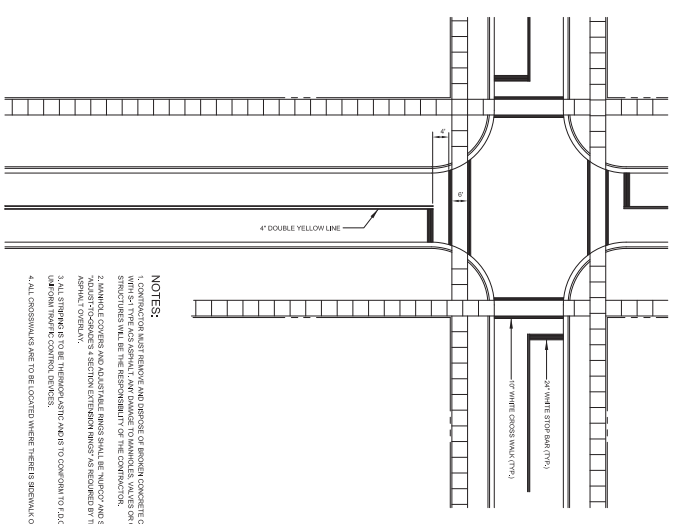 4'
6'
4" DOUBLE YELLOW LINE
24" WHITE STOP BAR (TYP.)
10" WHITE CROSS WALK (TYP.)
NOTES:
1. CONTRACTOR MUST REMOVE AND DISPOSE OF BROKEN CONCRETE
WITH S-1 TYPE ACS ASPHALT. ANY DAMAGE TO MANHOLES, VALVES OR
STRUCTURES WILL BE THE RESPONSIBILITY OF THE CONTRACTOR.
2. MANHOLE COVERS AND ADJUSTABLE RINGS SHALL BE "NUPCO" AND
"ADJUST-TO-GRADE'S 4 SECTION EXTENSION RINGS" AS REQUIRED BY
ASPHALT OVERLAY.
3. ALL STRIPING IS TO BE THERMOPLASTIC AND IS TO CONFORM TO F.D.O
UNIFORM TRAFFIC CONTROL DEVICES.
4. ALL CROSSWALKS ARE TO BE LOCATED WHERE THERE IS SIDEWALK O